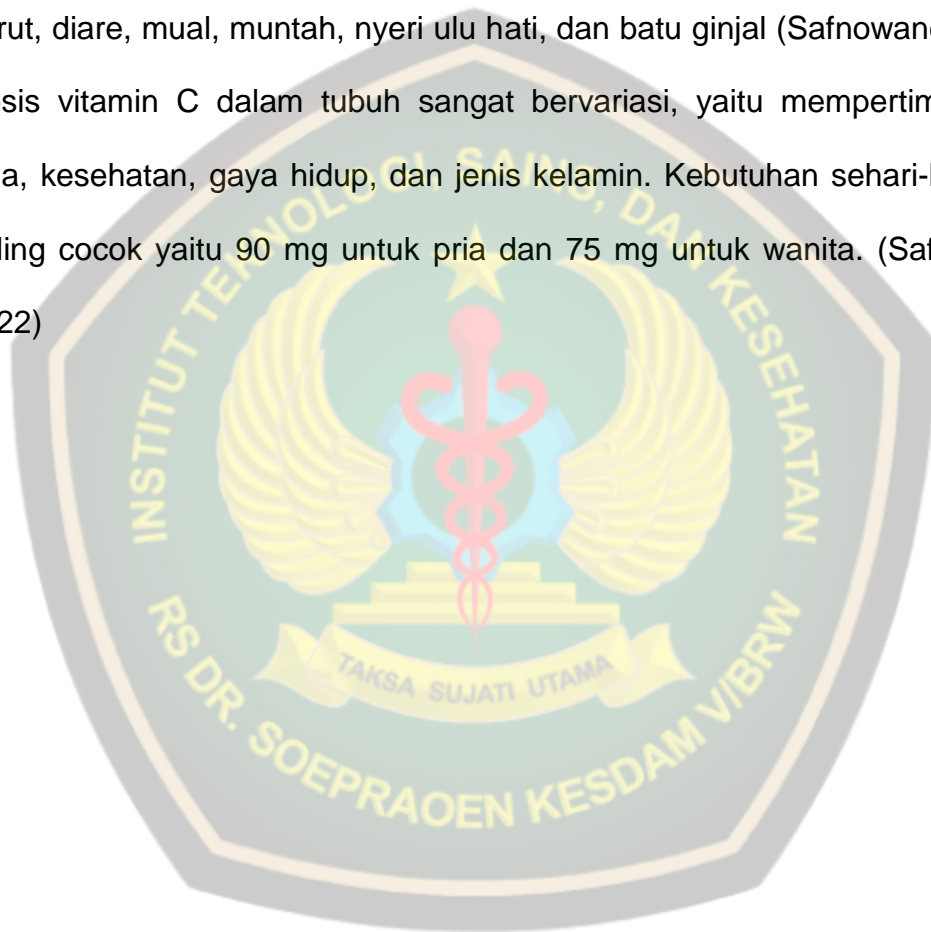 rut, diare, mual, muntah, nyeri ulu hati, dan batu ginjal (Safnowand
sis vitamin C dalam tubuh sangat bervariasi, yaitu mempertim
a, kesehatan, gaya hidup, dan jenis kelamin. Kebutuhan sehari-
ling cocok yaitu 90 mg untuk pria dan 75 mg untuk wanita. (Saf
22)
INSTITUT TEKNOLOGI, SAINS, DAN KESEHATAN
TAKSA SUJATI UTAMA
RS DR. SOEPRAOEN KESDAM V/BRW